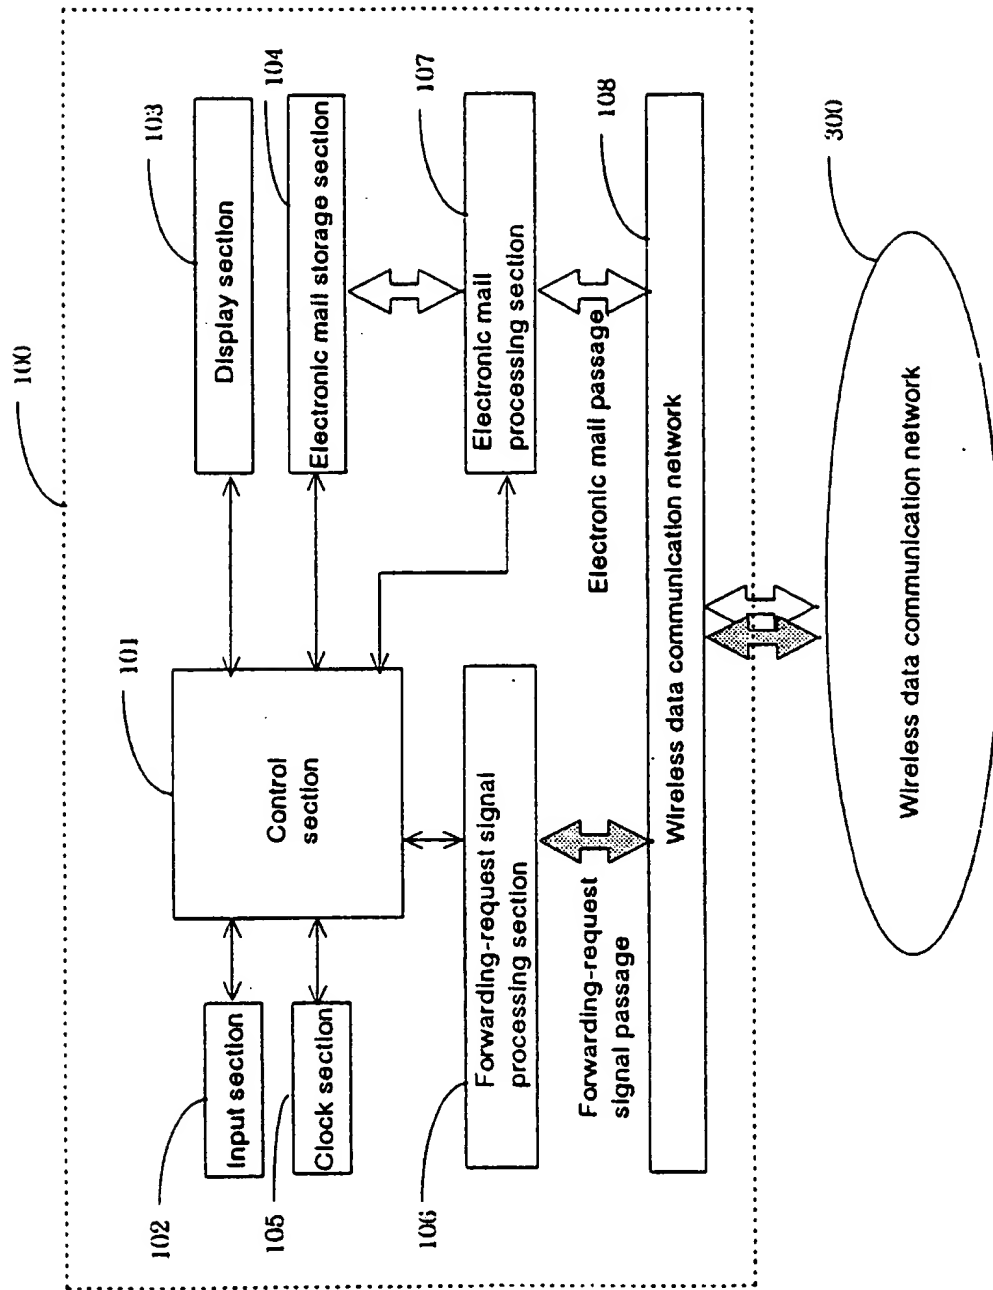 100
103
Display section
104
Electronic mail storage section
101
Control
section
102
Input section
105
Clock section
107
Electronic mail
processing section
106
Forwarding-request signal
processing section
Electronic mail passage
Forwarding-request
signal passage
108
Wireless data communication network
300
Wireless data communication network